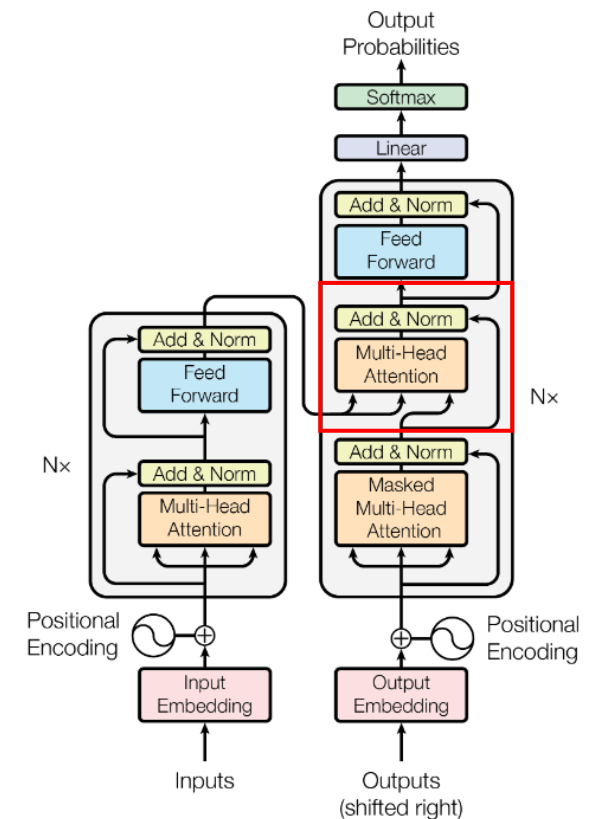 Output
Probabilities
Softmax
Linear
Add & Norm
Feed
Forward
Add & Norm
Multi-Head
Attention
Add & Norm
Masked
Multi-Head
Attention
N×
Add & Norm
Feed
Forward
N×
Add & Norm
Multi-Head
Attention
Positional
Encoding
Positional
Encoding
Input
Embedding
Output
Embedding
Inputs
Outputs
(shifted right)